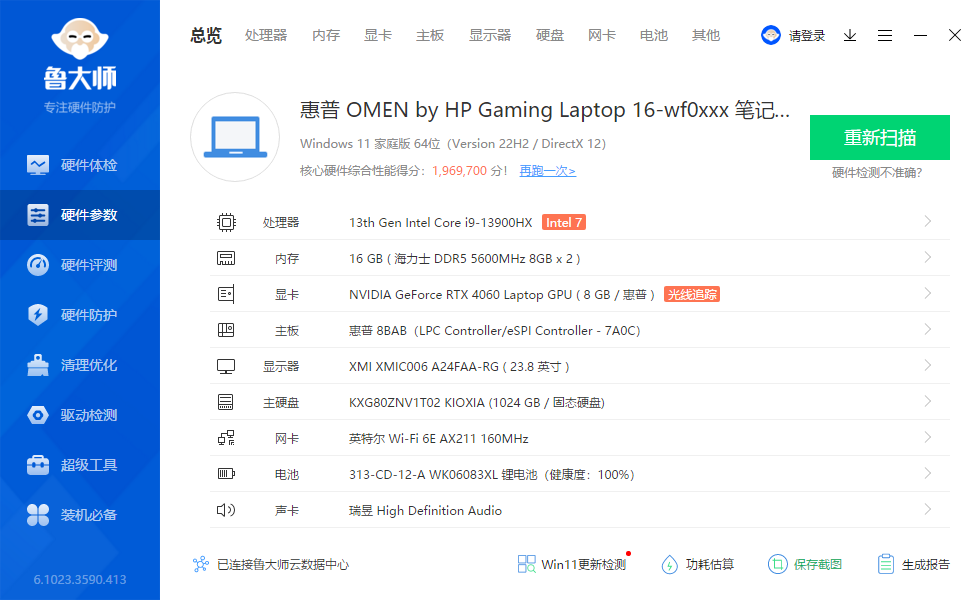 鲁大师
专注硬件防护
硬件体检
硬件参数
硬件评测
硬件防护
清理优化
驱动检测
超级工具
装机必备
6.1023.3590.413
总览 处理器 内存 显卡 主板 显示器 硬盘 网卡 电池 其他 请登录
惠普 OMEN by HP Gaming Laptop 16-wf0xxx 笔记...
Windows 11 家庭版 64位（Version 22H2 / DirectX 12）
核心硬件综合性能得分：1,969,700 分！ 再跑一次>
重新扫描
硬件检测不准确?
处理器 13th Gen Intel Core i9-13900HX Intel 7
内存 16 GB ( 海力士 DDR5 5600MHz 8GB x 2 )
显卡 NVIDIA GeForce RTX 4060 Laptop GPU ( 8 GB / 惠普 ) 光线追踪
主板 惠普 8BAB（LPC Controller/eSPI Controller - 7A0C）
显示器 XMI XMIC006 A24FAA-RG ( 23.8 英寸 )
主硬盘 KXG80ZNV1T02 KIOXIA (1024 GB / 固态硬盘)
网卡 英特尔 Wi-Fi 6E AX211 160MHz
电池 313-CD-12-A WK06083XL 锂电池（健康度：100%）
声卡 瑞昱 High Definition Audio
已连接鲁大师云数据中心 Win11更新检测 功耗估算 保存截图 生成报告